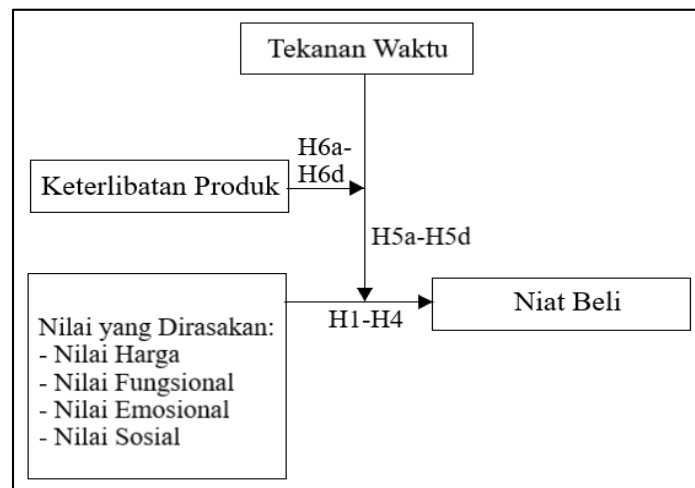 Tekanan Waktu
H6a-
H6d
Keterlibatan Produk
H5a-H5d
Niat Beli
H1-H4
Nilai yang Dirasakan:
- Nilai Harga
- Nilai Fungsional
- Nilai Emosional
- Nilai Sosial